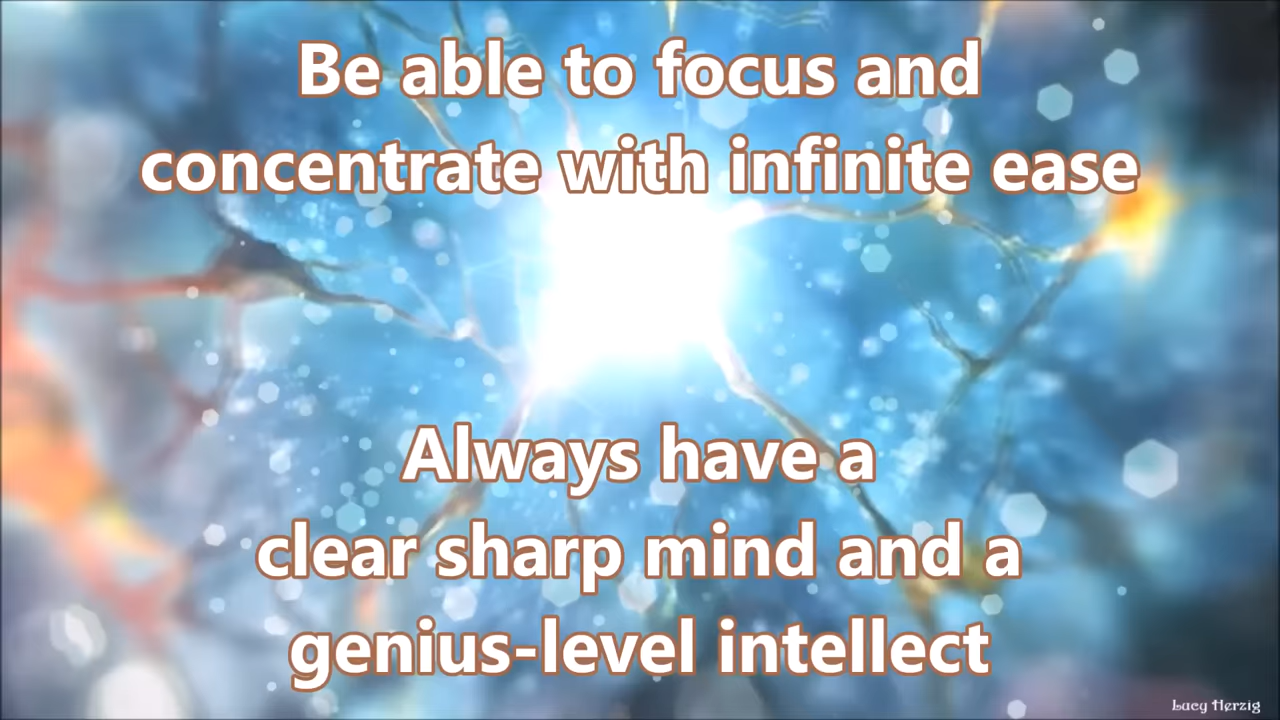 Be able to focus and
concentrate with infinite ease
Always have a
clear sharp mind and a
genius-level intellect
Lucy Herzig